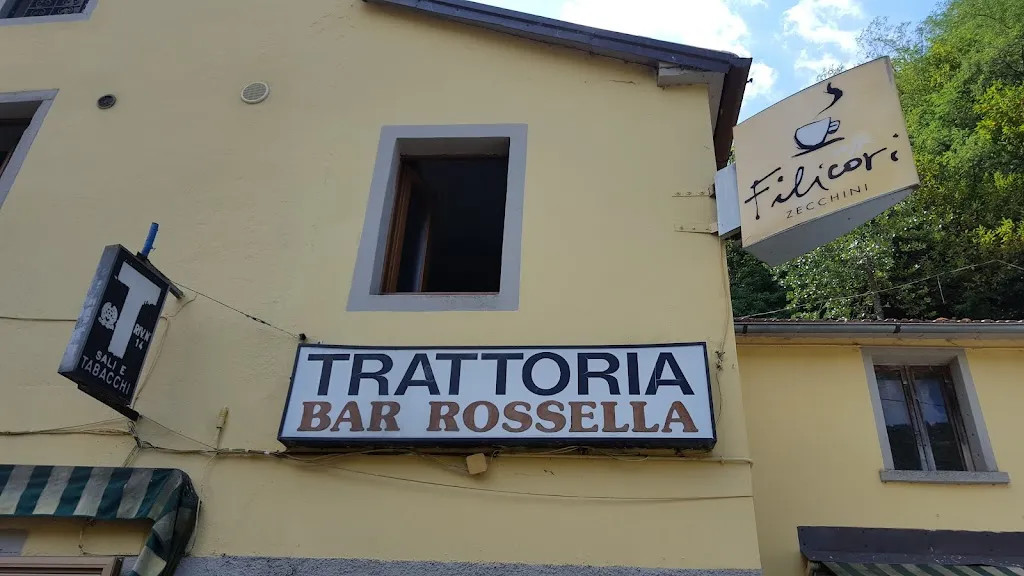 TRATTORIA
BAR ROSSELLA
Filicori
ZECCHINI
T
RIV. N
14
SALI E
TABACCHI